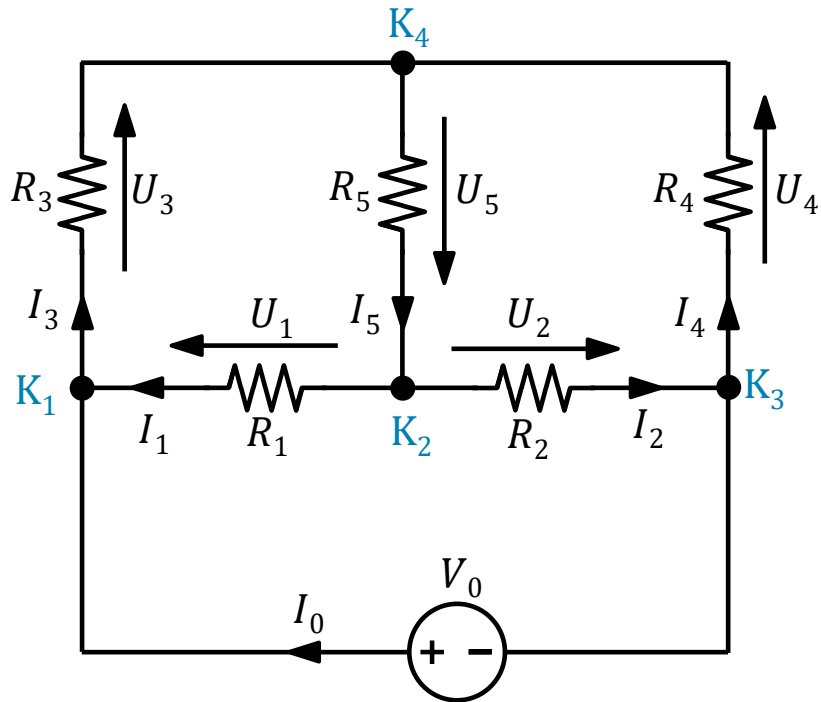 K₄
R₃ U₃ R₅ U₅ R₄ U₄
I₃ U₁ I₅ U₂ I₄
K₁ K₃
I₁ R₁ K₂ R₂ I₂
V₀
I₀
+ −